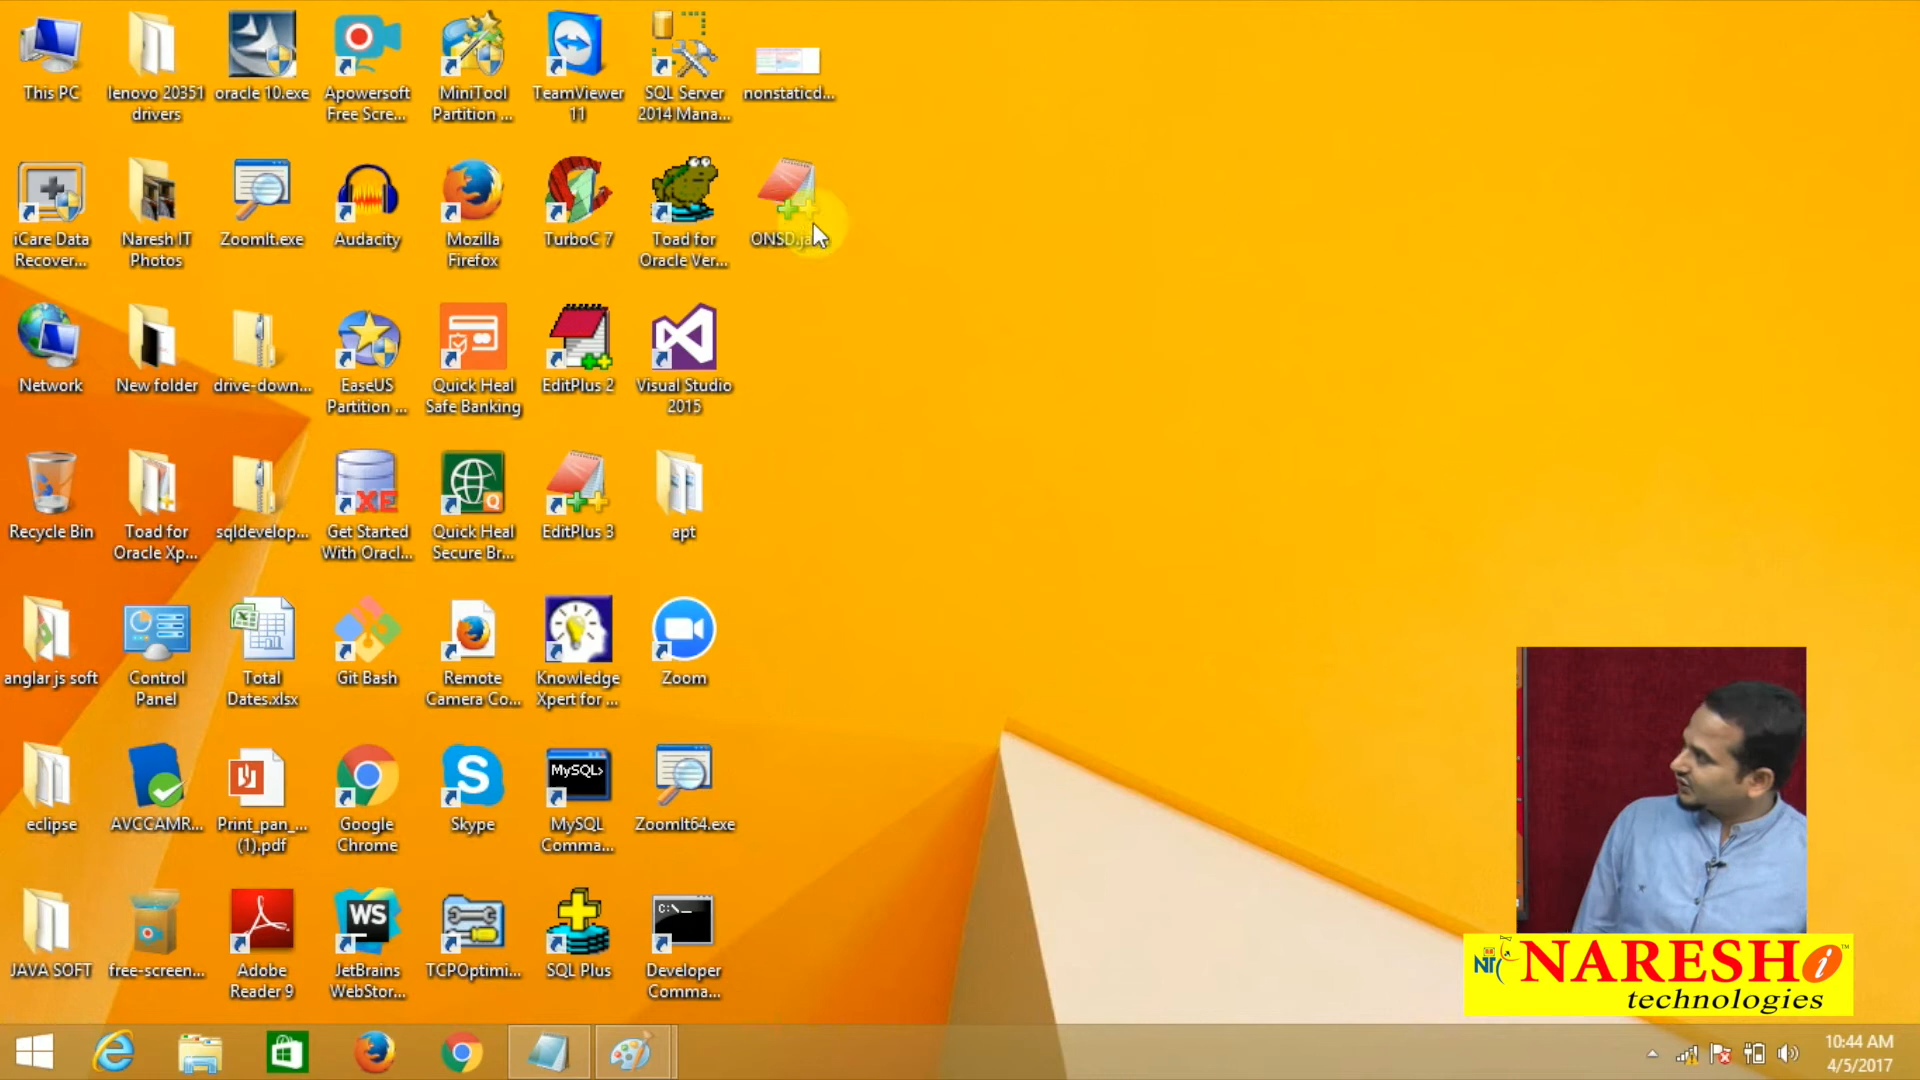 This PC
lenovo 20351
drivers
oracle 10.exe
Apowersoft
Free Scre...
MiniTool
Partition ...
TeamViewer
11
SQL Server
2014 Mana...
nonstaticd...
iCare Data
Recover...
Naresh IT
Photos
ZoomIt.exe
Audacity
Mozilla
Firefox
TurboC 7
Toad for
Oracle Ver...
Network
New folder
drive-down...
EaseUS
Partition ...
Quick Heal
Safe Banking
EditPlus 2
Visual Studio
2015
Recycle Bin
Toad for
Oracle Xp...
sqldevelop...
XE
Get Started
With Oracl...
Q
Quick Heal
Secure Br...
EditPlus 3
apt
anglar js soft
Control
Panel
Total
Dates.xlsx
Git Bash
Remote
Camera Co...
Knowledge
Xpert for ...
Zoom
eclipse
AVCCAMR...
Print_pan_...
(1).pdf
Google
Chrome
S
Skype
MySQL>
MySQL
Comma...
ZoomIt64.exe
JAVA SOFT
free-screen...
Adobe
Reader 9
WS
JetBrains
WebStor...
TCPOptimi...
SQL Plus
C:\_
Developer
Comma...
NARESH i ™
technologies
10:44 AM
4/5/2017